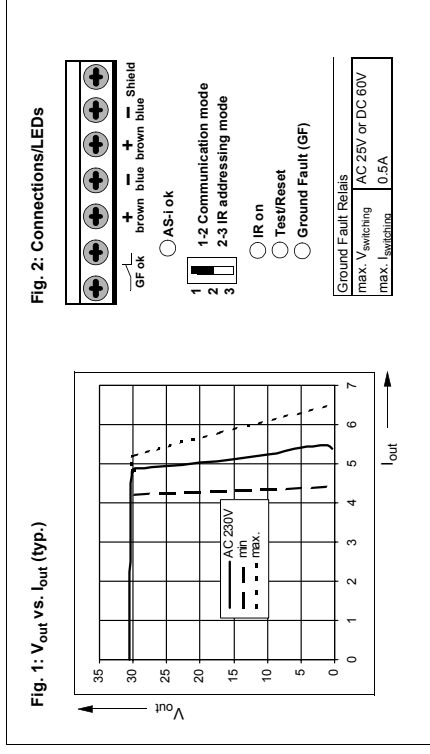 Fig. 1: Vout vs. Iout (typ.)
Vout
35
30
25
20
15
10
5
0
AC 230V
min
max.
0 1 2 3 4 5 6 7
Iout
Fig. 2: Connections/LEDs
GF ok + brown − blue + brown − blue Shield
AS-i ok
1
2
3
1-2 Communication mode
2-3 IR addressing mode
IR on
Test/Reset
Ground Fault (GF)
Ground Fault Relais
max. Vswitching AC 25V or DC 60V
max. Iswitching 0.5A